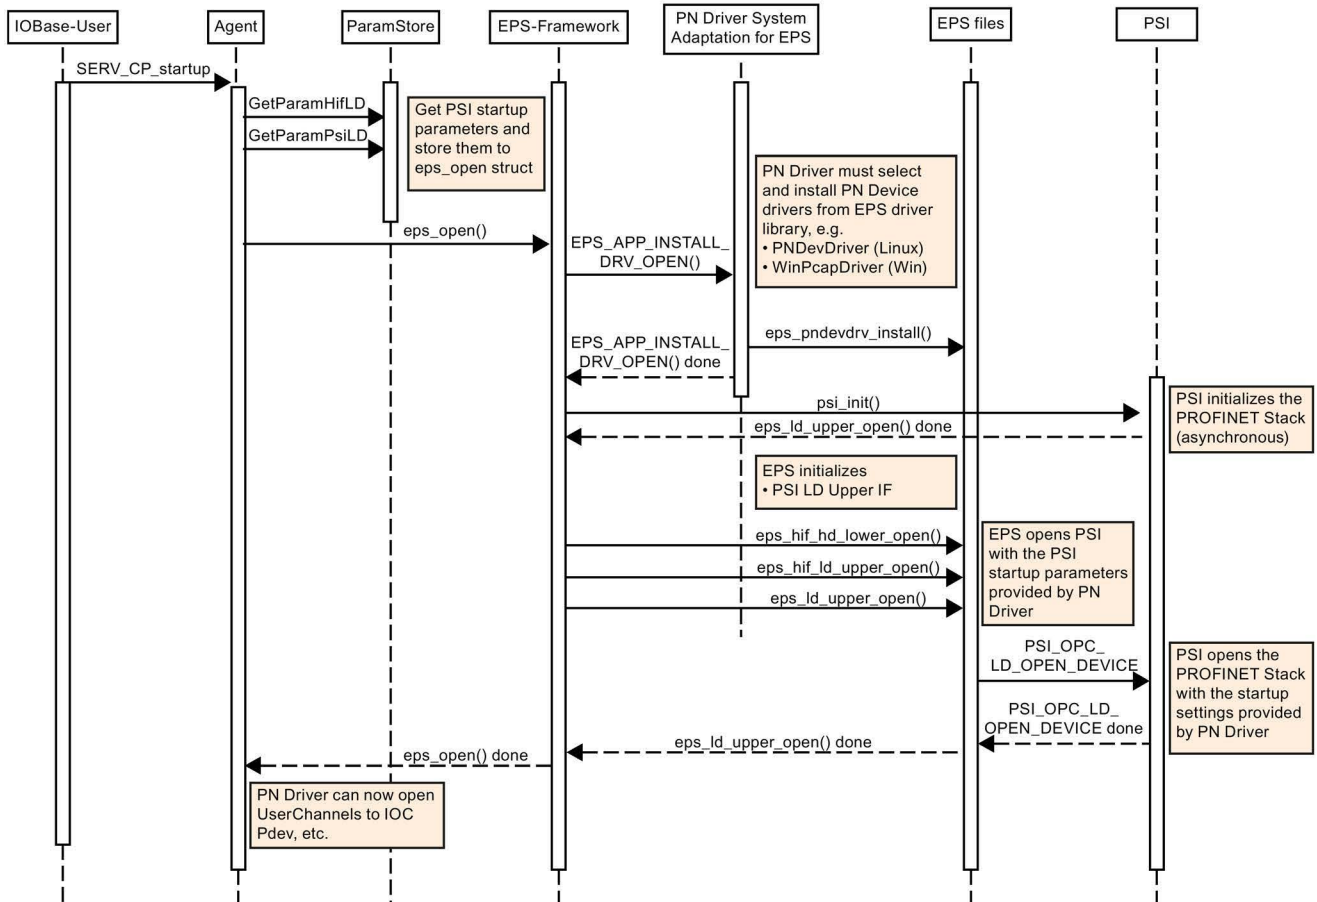 IOBase-User
Agent
ParamStore
EPS-Framework
PN Driver System
Adaptation for EPS
EPS files
PSI
SERV_CP_startup
GetParamHifLD
GetParamPsiLD
Get PSI startup
parameters and
store them to
eps_open struct
PN Driver must select
and install PN Device
drivers from EPS driver
library, e.g.
• PNDevDriver (Linux)
• WinPcapDriver (Win)
eps_open()
EPS_APP_INSTALL_
DRV_OPEN()
eps_pndevdrv_install()
EPS_APP_INSTALL_
DRV_OPEN() done
psi_init()
PSI initializes the
PROFINET Stack
(asynchronous)
eps_ld_upper_open() done
EPS initializes
• PSI LD Upper IF
eps_hif_hd_lower_open()
eps_hif_ld_upper_open()
eps_ld_upper_open()
EPS opens PSI
with the PSI
startup parameters
provided by PN
Driver
PSI_OPC_
LD_OPEN_DEVICE
PSI opens the
PROFINET Stack
with the startup
settings provided
by PN Driver
PSI_OPC_LD_
OPEN_DEVICE done
eps_ld_upper_open() done
eps_open() done
PN Driver can now open
UserChannels to IOC
Pdev, etc.